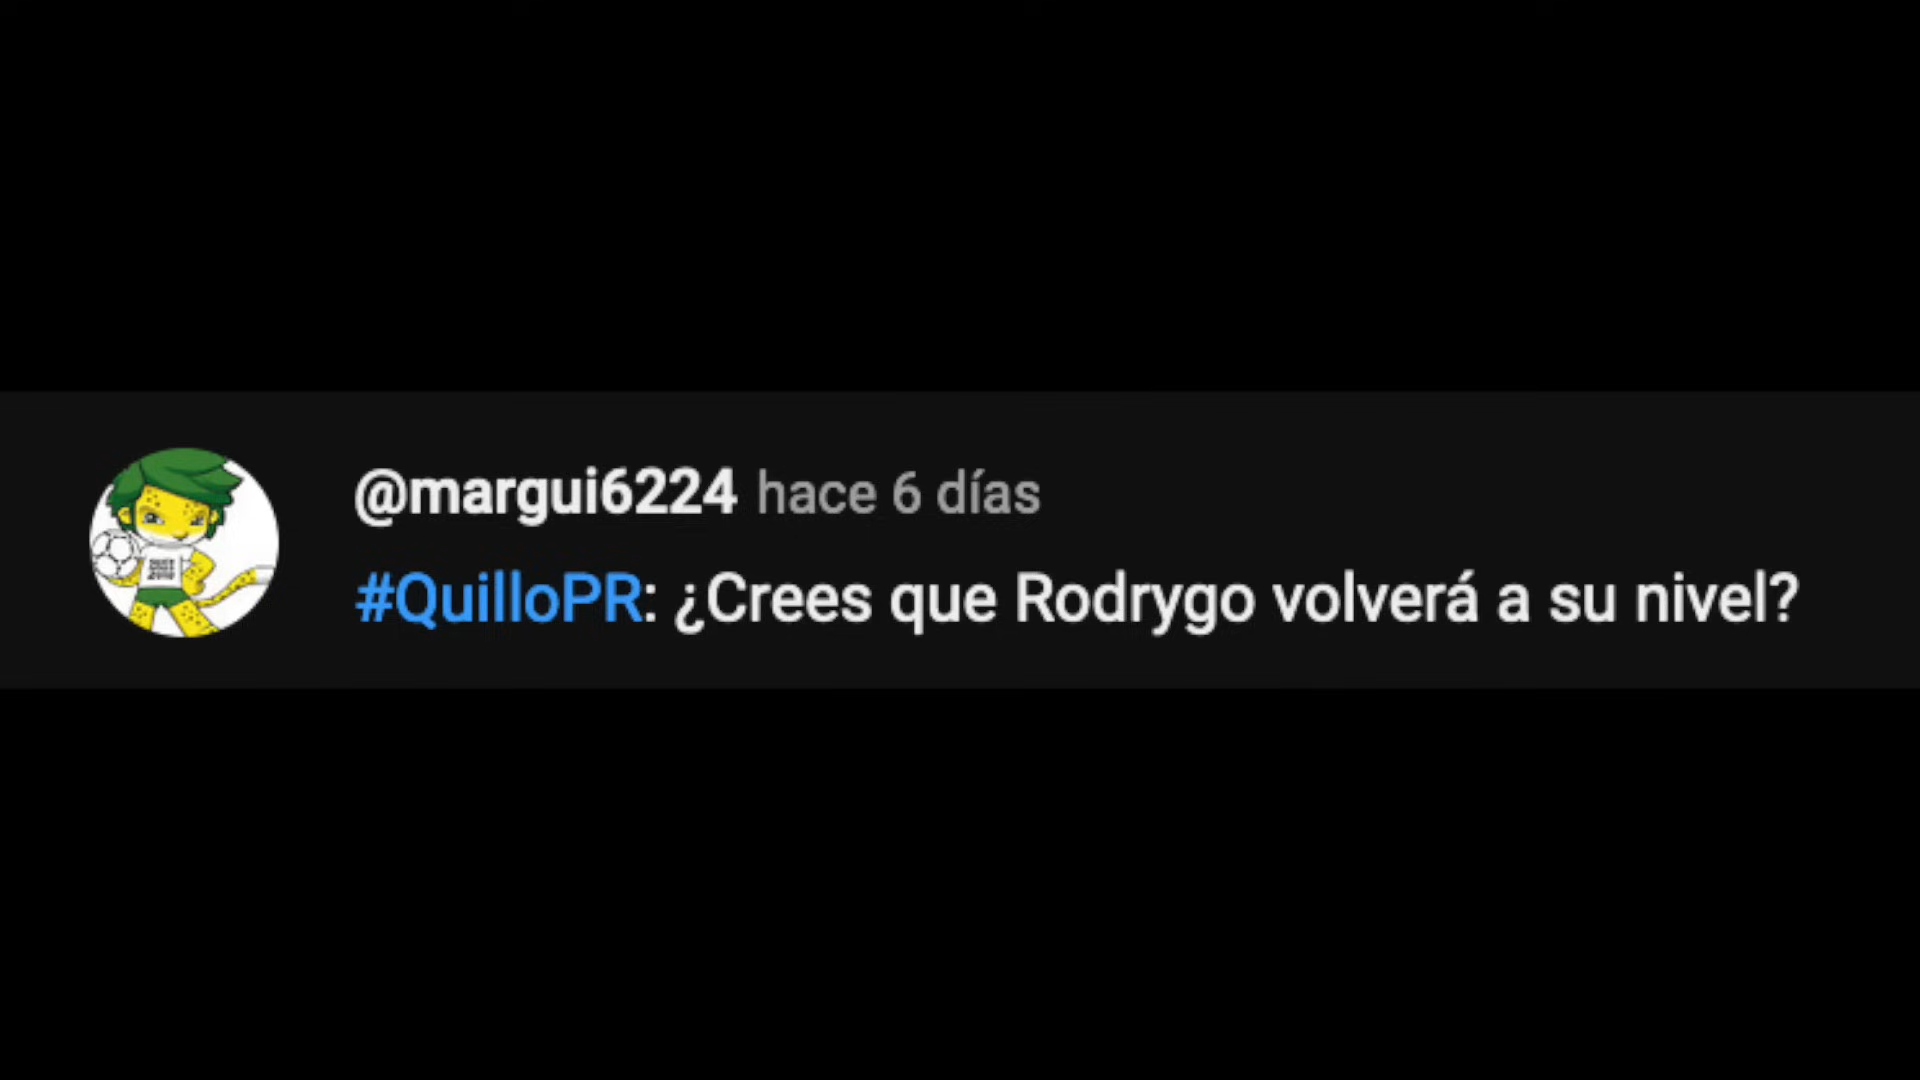 @margui6224 hace 6 días
#QuilloPR: ¿Crees que Rodrygo volverá a su nivel?